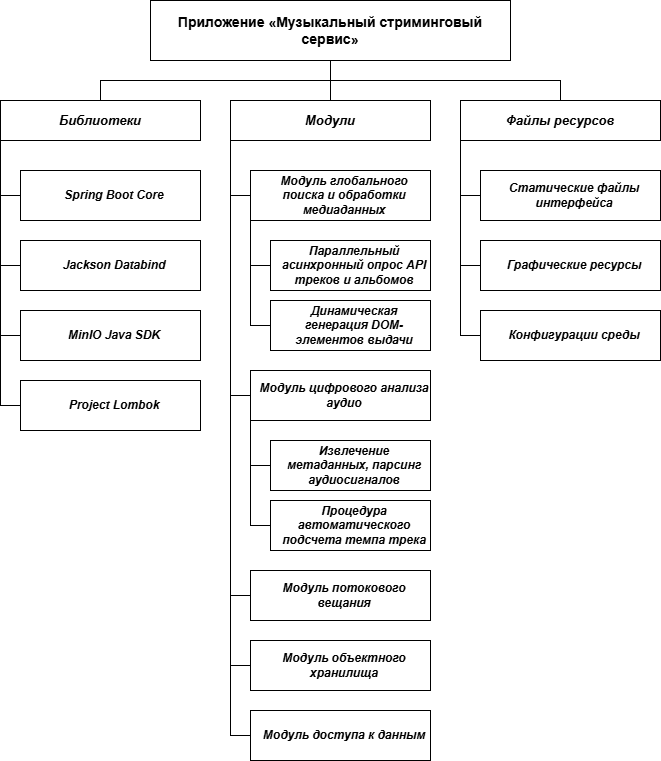 Приложение «Музыкальный стриминговый
сервис»
Библиотеки
Spring Boot Core
Jackson Databind
MinIO Java SDK
Project Lombok
Модули
Модуль глобального
поиска и обработки
медиаданных
Параллельный
асинхронный опрос API
треков и альбомов
Динамическая
генерация DOM-
элементов выдачи
Модуль цифрового анализа
аудио
Извлечение
метаданных, парсинг
аудиосигналов
Процедура
автоматического
подсчета темпа трека
Модуль потокового
вещания
Модуль объектного
хранилища
Модуль доступа к данным
Файлы ресурсов
Статические файлы
интерфейса
Графические ресурсы
Конфигурации среды